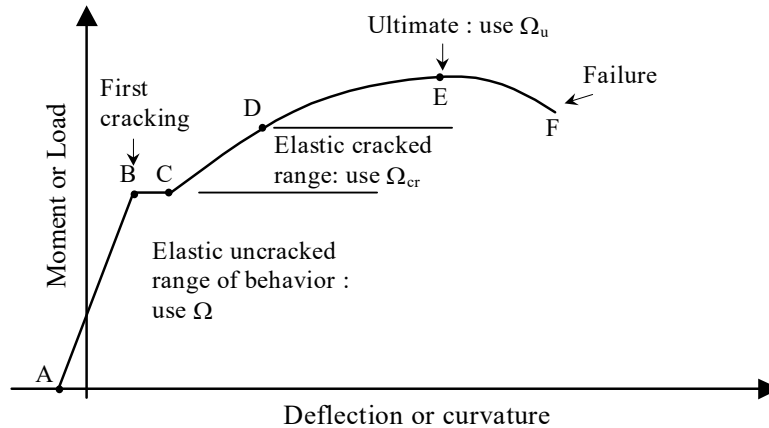 Ultimate : use Ωu
Failure
First
cracking
E
D
F
Elastic cracked
range: use Ωcr
B
C
Elastic uncracked
range of behavior :
use Ω
Moment or Load
A
Deflection or curvature